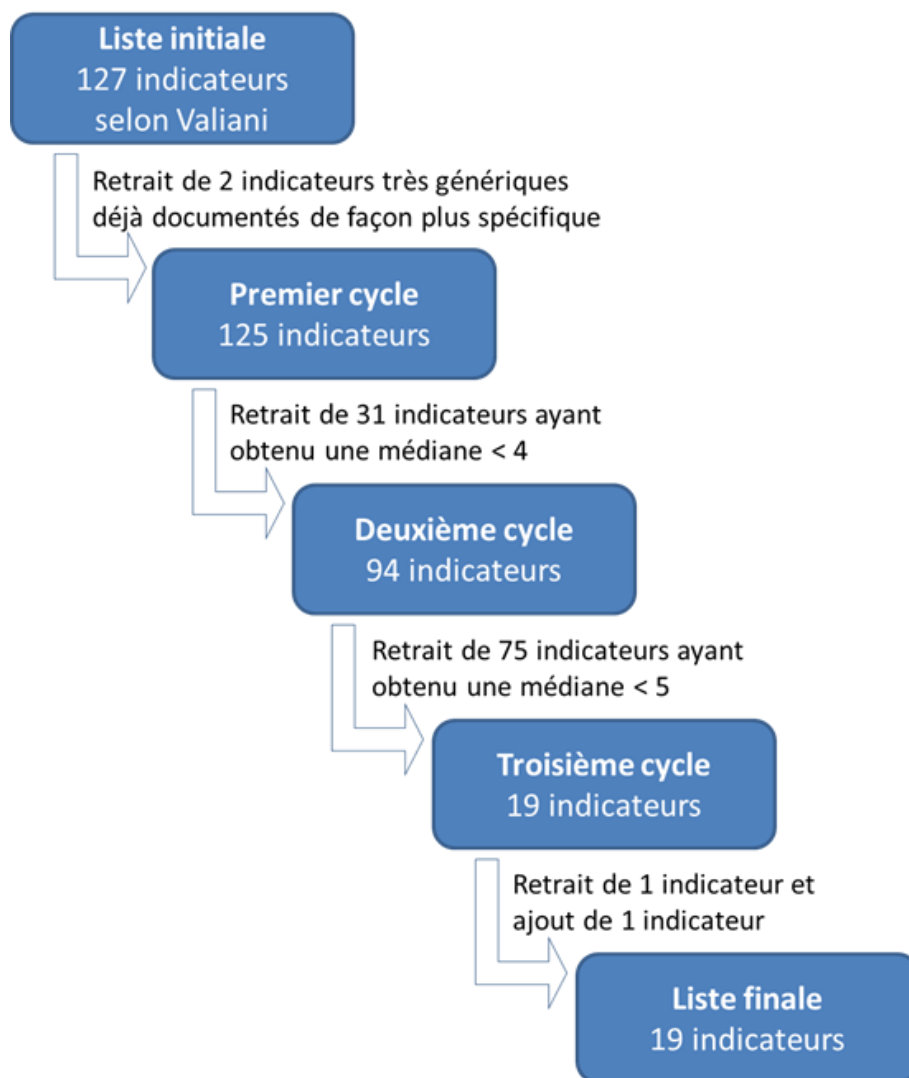 Liste initiale
127 indicateurs
selon Valiani
Retrait de 2 indicateurs très génériques
déjà documentés de façon plus spécifique
Premier cycle
125 indicateurs
Retrait de 31 indicateurs ayant
obtenu une médiane < 4
Deuxième cycle
94 indicateurs
Retrait de 75 indicateurs ayant
obtenu une médiane < 5
Troisième cycle
19 indicateurs
Retrait de 1 indicateur et
ajout de 1 indicateur
Liste finale
19 indicateurs